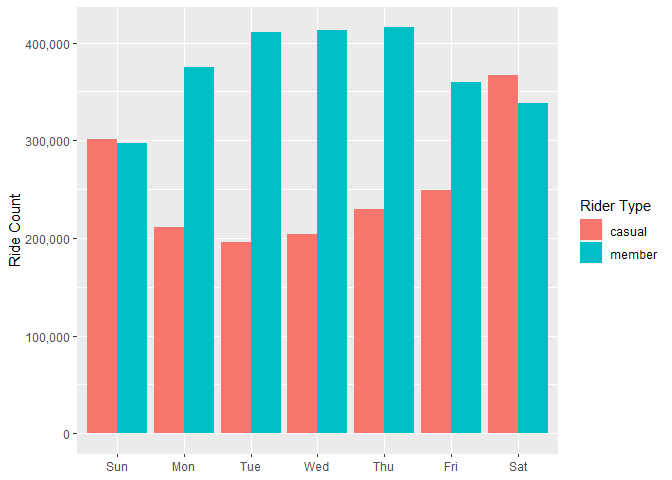 400,000
300,000
200,000
100,000
0
Ride Count
Sun Mon Tue Wed Thu Fri Sat
Rider Type
casual
member